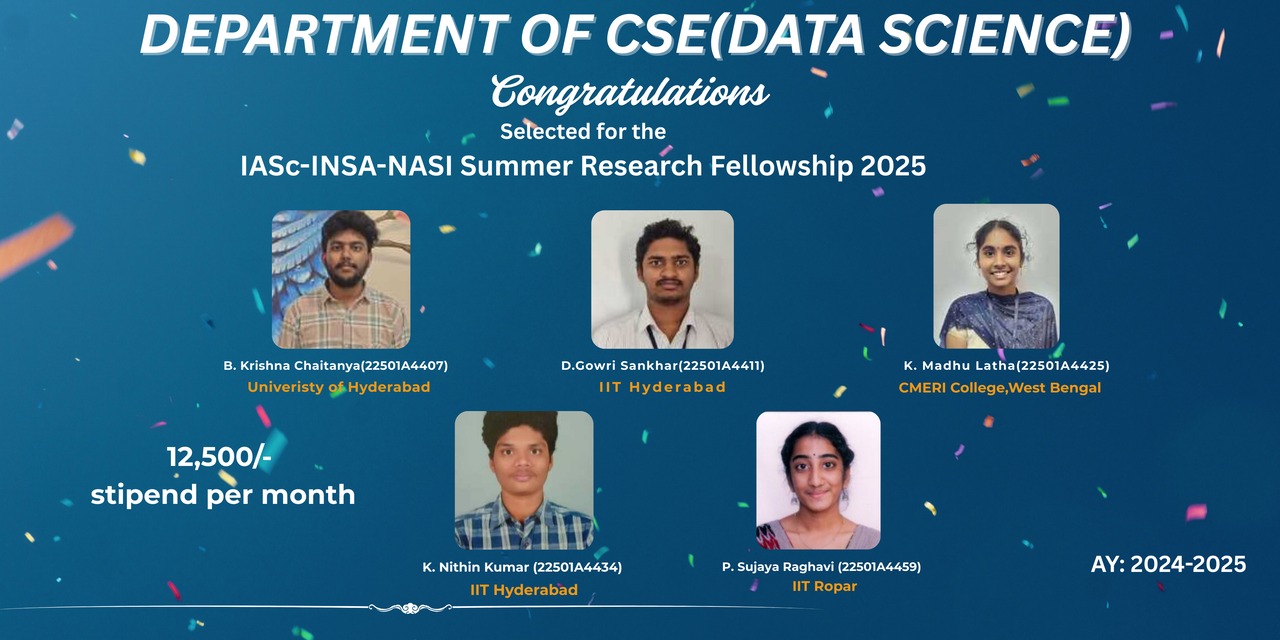 DEPARTMENT OF CSE(DATA SCIENCE)
Congratulations
Selected for the
IASc-INSA-NASI Summer Research Fellowship 2025
B. Krishna Chaitanya(22501A4407)
Univeristy of Hyderabad
D.Gowri Sankhar(22501A4411)
IIT Hyderabad
K. Madhu Latha(22501A4425)
CMERI College,West Bengal
12,500/-
stipend per month
K. Nithin Kumar (22501A4434)
IIT Hyderabad
P. Sujaya Raghavi (22501A4459)
IIT Ropar
AY: 2024-2025